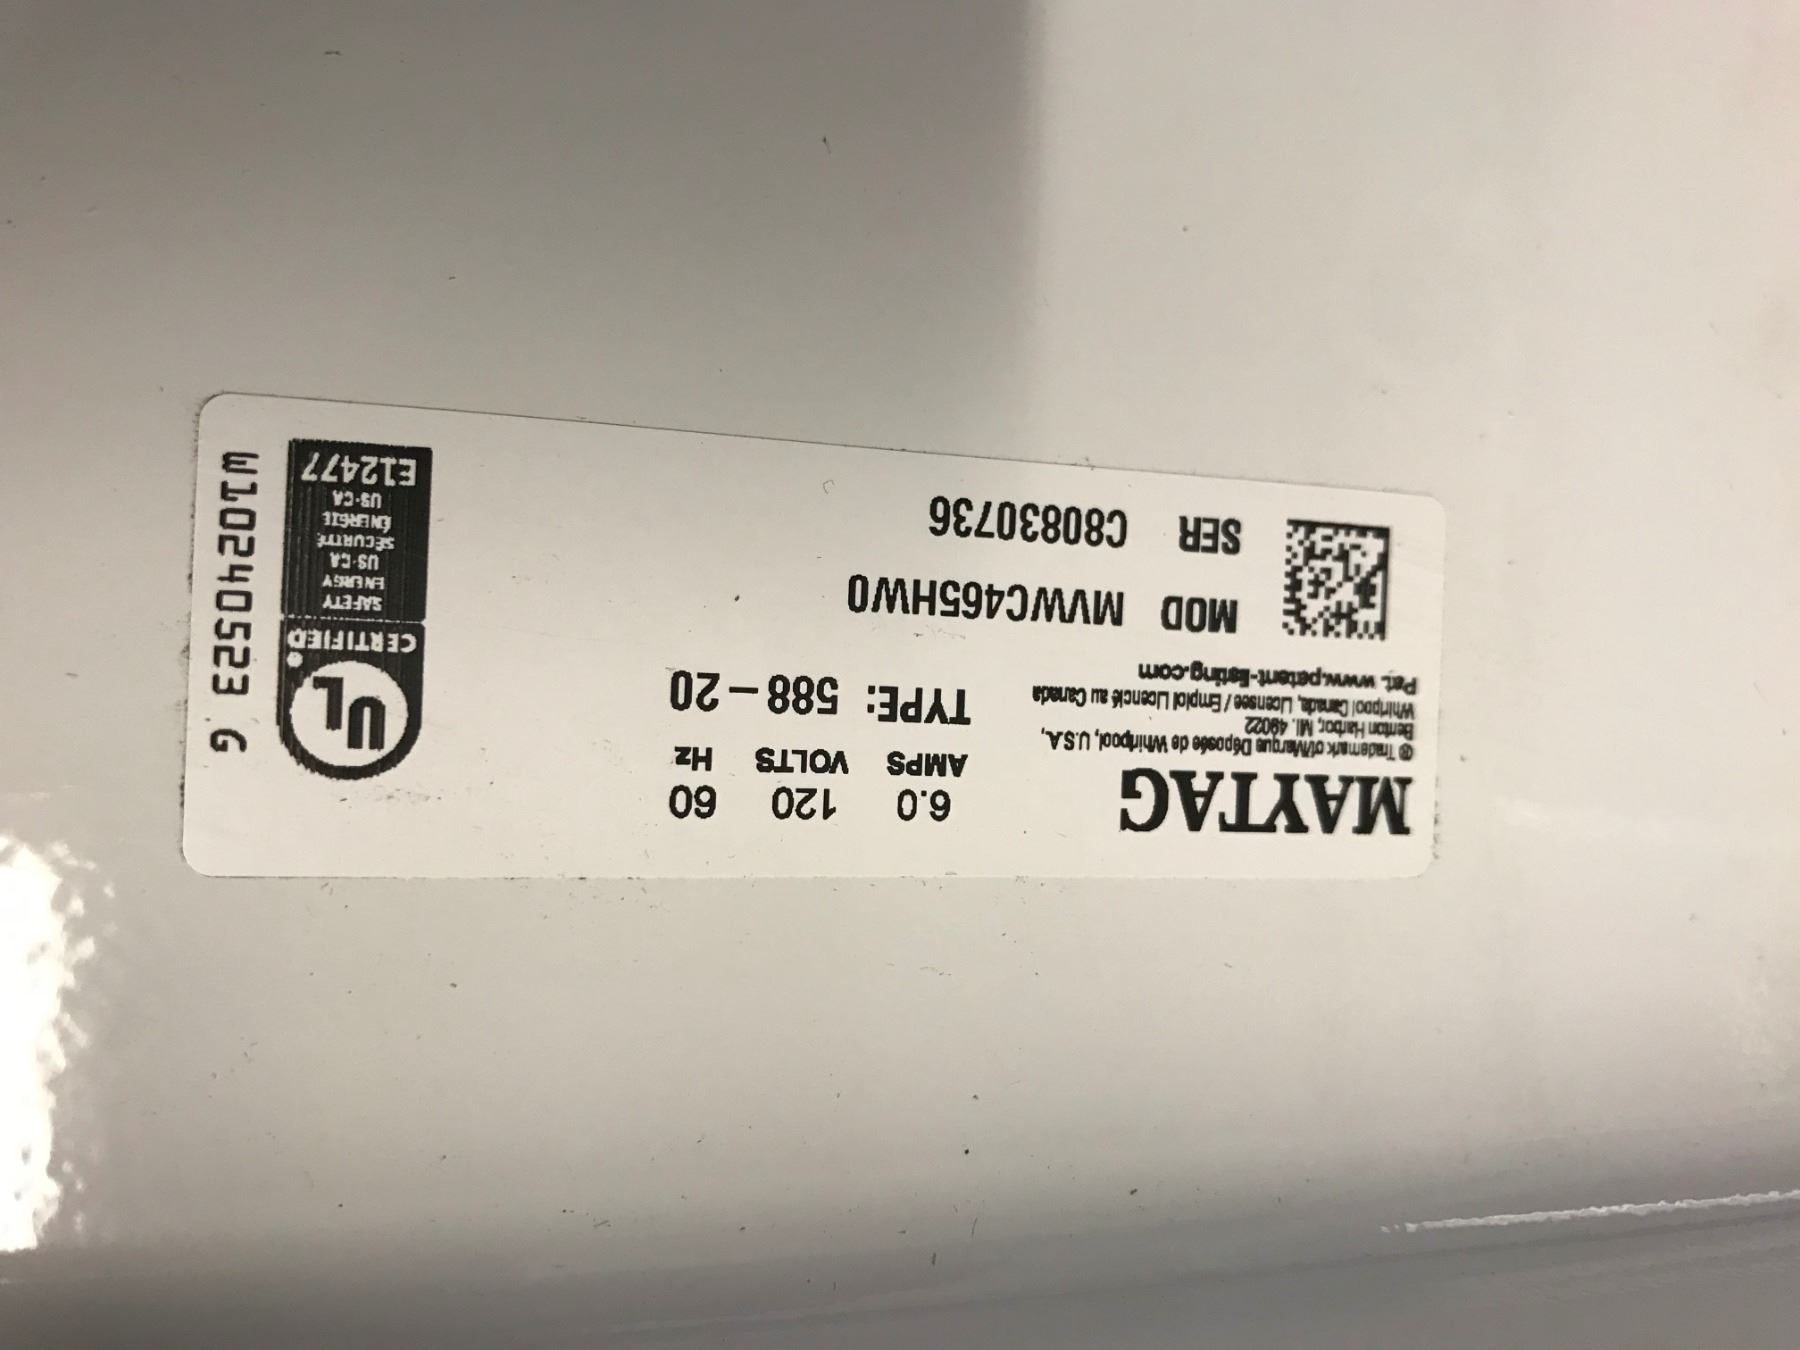 MAYTAG
® Trademark of/Marque Déposée de Whirlpool, U.S.A.,
Benton Harbor, MI. 49022
Whirlpool Canada, Licensee / Emploi Licencié au Canada
Pat. www.patent-listing.com
6.0 120 60
AMPS VOLTS Hz
TYPE: 588-20
MOD MVWC465HW0
SER C80830736
UL
CERTIFIED
SAFETY
ENERGY
US-CA
SÉCURITÉ
ÉNERGIE
US-CA
E12477
W10240523 G